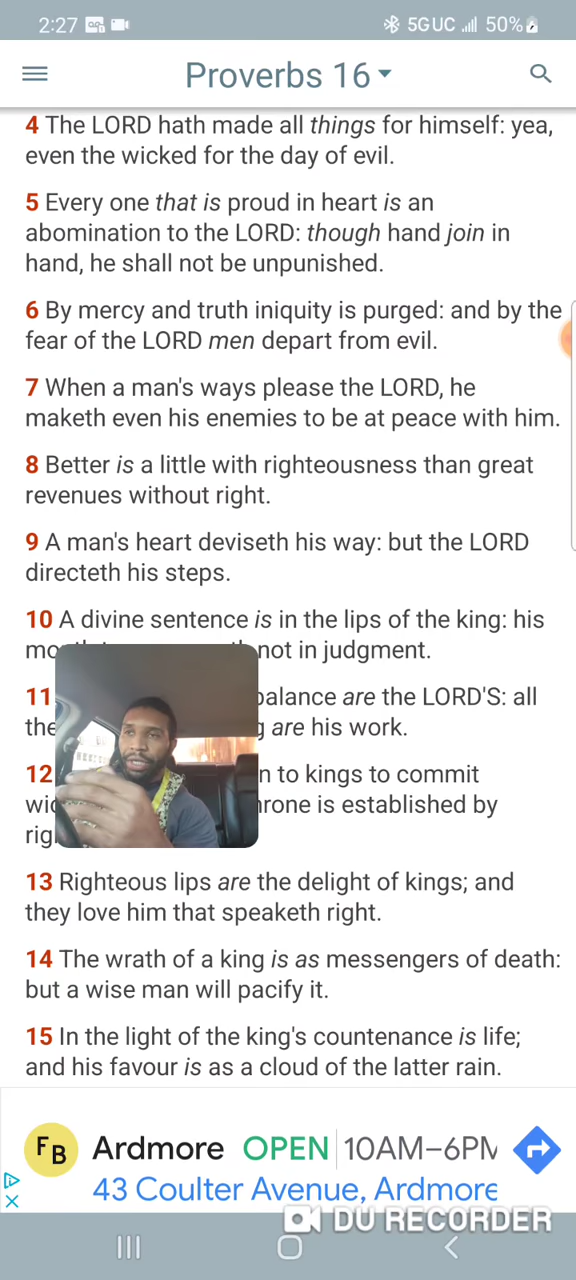 2:27 5G UC 50%
Proverbs 16
4 The LORD hath made all things for himself: yea,
even the wicked for the day of evil.
5 Every one that is proud in heart is an
abomination to the LORD: though hand join in
hand, he shall not be unpunished.
6 By mercy and truth iniquity is purged: and by the
fear of the LORD men depart from evil.
7 When a man's ways please the LORD, he
maketh even his enemies to be at peace with him.
8 Better is a little with righteousness than great
revenues without right.
9 A man's heart deviseth his way: but the LORD
directeth his steps.
10 A divine sentence is in the lips of the king: his
not in judgment.
11 balance are the LORD'S: all
the are his work.
12 to kings to commit
is established by
13 Righteous lips are the delight of kings; and
they love him that speaketh right.
14 The wrath of a king is as messengers of death:
but a wise man will pacify it.
15 In the light of the king's countenance is life;
and his favour is as a cloud of the latter rain.
FB Ardmore OPEN 10AM–6PM
43 Coulter Avenue, Ardmore
DU RECORDER